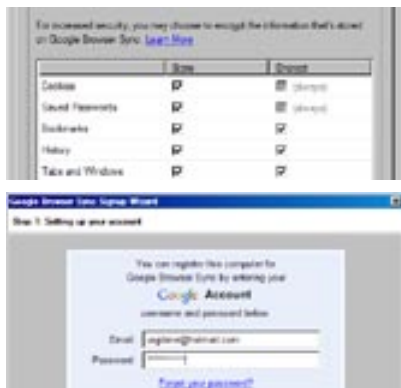 For increased security, you may choose to encrypt the information that's stored
on Google Browser Sync. Learn More
Encrypt
Cookies (always)
Saved Passwords (always)
Bookmarks
History
Tabs and Windows
Google Browser Sync Signup Wizard
Step 1: Setting up your account
You can register this computer for
Google Browser Sync by entering your
Google Account
username and password below
Email:
Password:
Forgot your password?